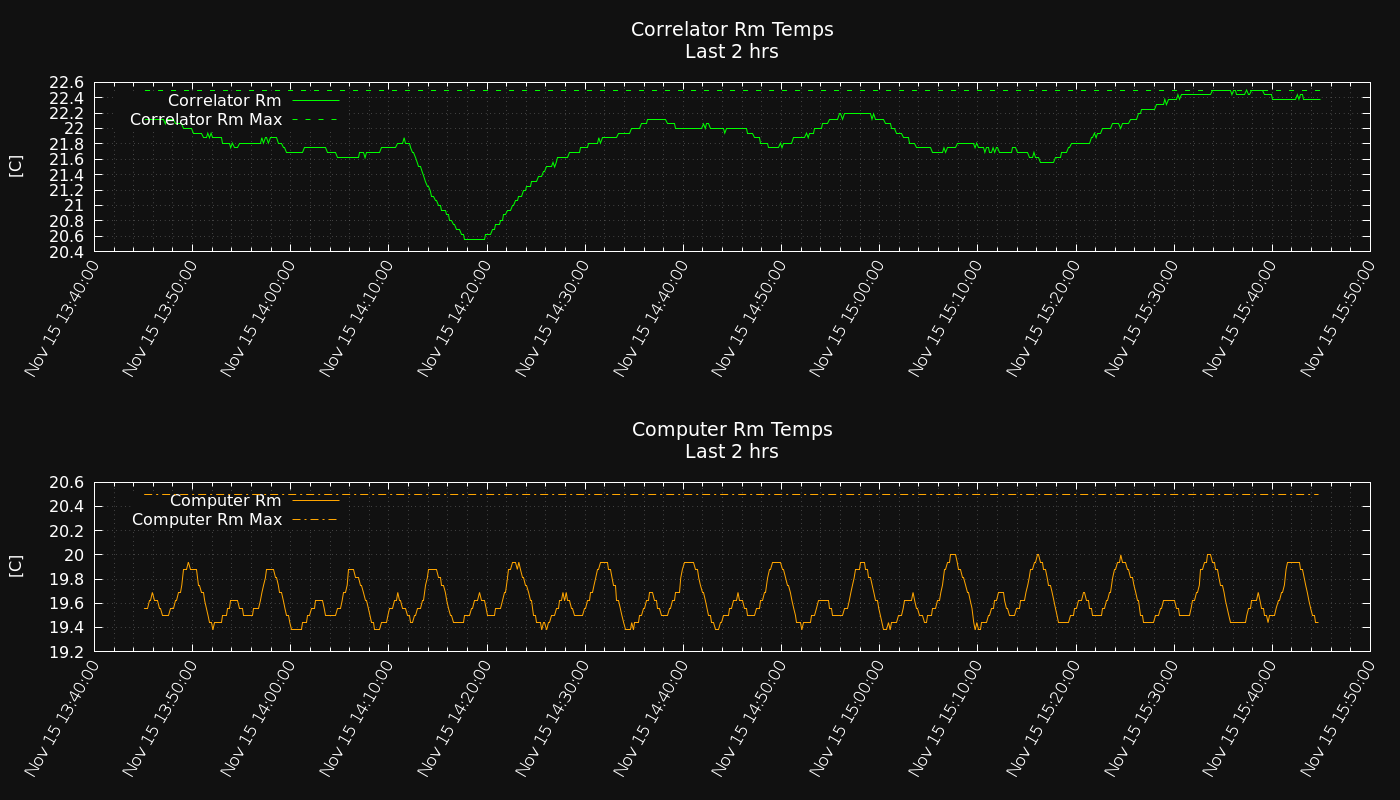 Correlator Rm Temps
Last 2 hrs
22.6
22.4
22.2
22
21.8
21.6
21.4
21.2
21
20.8
20.6
20.4
[C]
Correlator Rm
Correlator Rm Max
Nov 15 13:40:00
Nov 15 13:50:00
Nov 15 14:00:00
Nov 15 14:10:00
Nov 15 14:20:00
Nov 15 14:30:00
Nov 15 14:40:00
Nov 15 14:50:00
Nov 15 15:00:00
Nov 15 15:10:00
Nov 15 15:20:00
Nov 15 15:30:00
Nov 15 15:40:00
Nov 15 15:50:00
Computer Rm Temps
Last 2 hrs
20.6
20.4
20.2
20
19.8
19.6
19.4
19.2
[C]
Computer Rm
Computer Rm Max
Nov 15 13:40:00
Nov 15 13:50:00
Nov 15 14:00:00
Nov 15 14:10:00
Nov 15 14:20:00
Nov 15 14:30:00
Nov 15 14:40:00
Nov 15 14:50:00
Nov 15 15:00:00
Nov 15 15:10:00
Nov 15 15:20:00
Nov 15 15:30:00
Nov 15 15:40:00
Nov 15 15:50:00